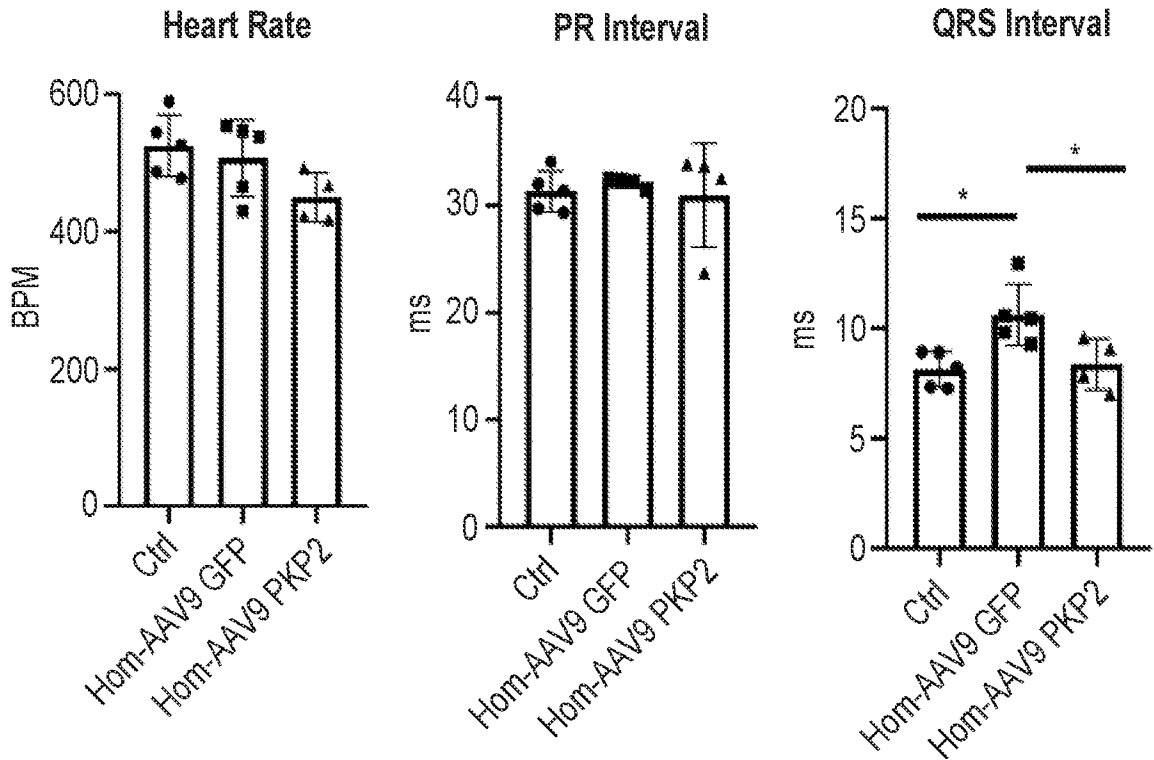 Heart Rate
BPM
600
400
200
0
Ctrl
Hom-AAV9 GFP
Hom-AAV9 PKP2
PR Interval
ms
40
30
20
10
0
Ctrl
Hom-AAV9 GFP
Hom-AAV9 PKP2
QRS Interval
ms
20
15
10
5
0
*
*
Ctrl
Hom-AAV9 GFP
Hom-AAV9 PKP2